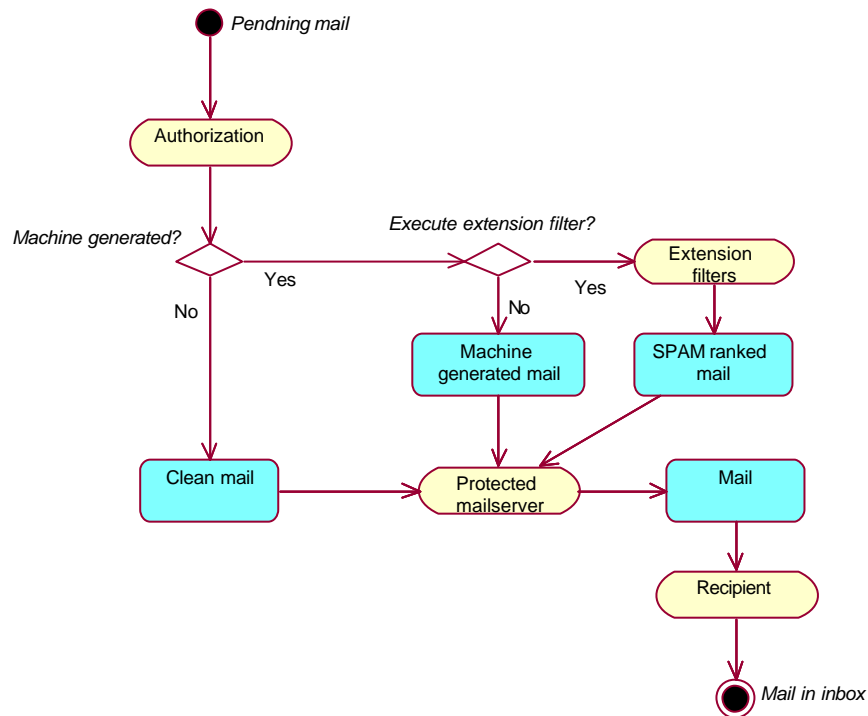 Pendning mail
Authorization
Machine generated?
Execute extension filter?
Yes
Extension
filters
Yes
No
No
Machine
generated mail
SPAM ranked
mail
Clean mail
Protected
mailserver
Mail
Recipient
Mail in inbox